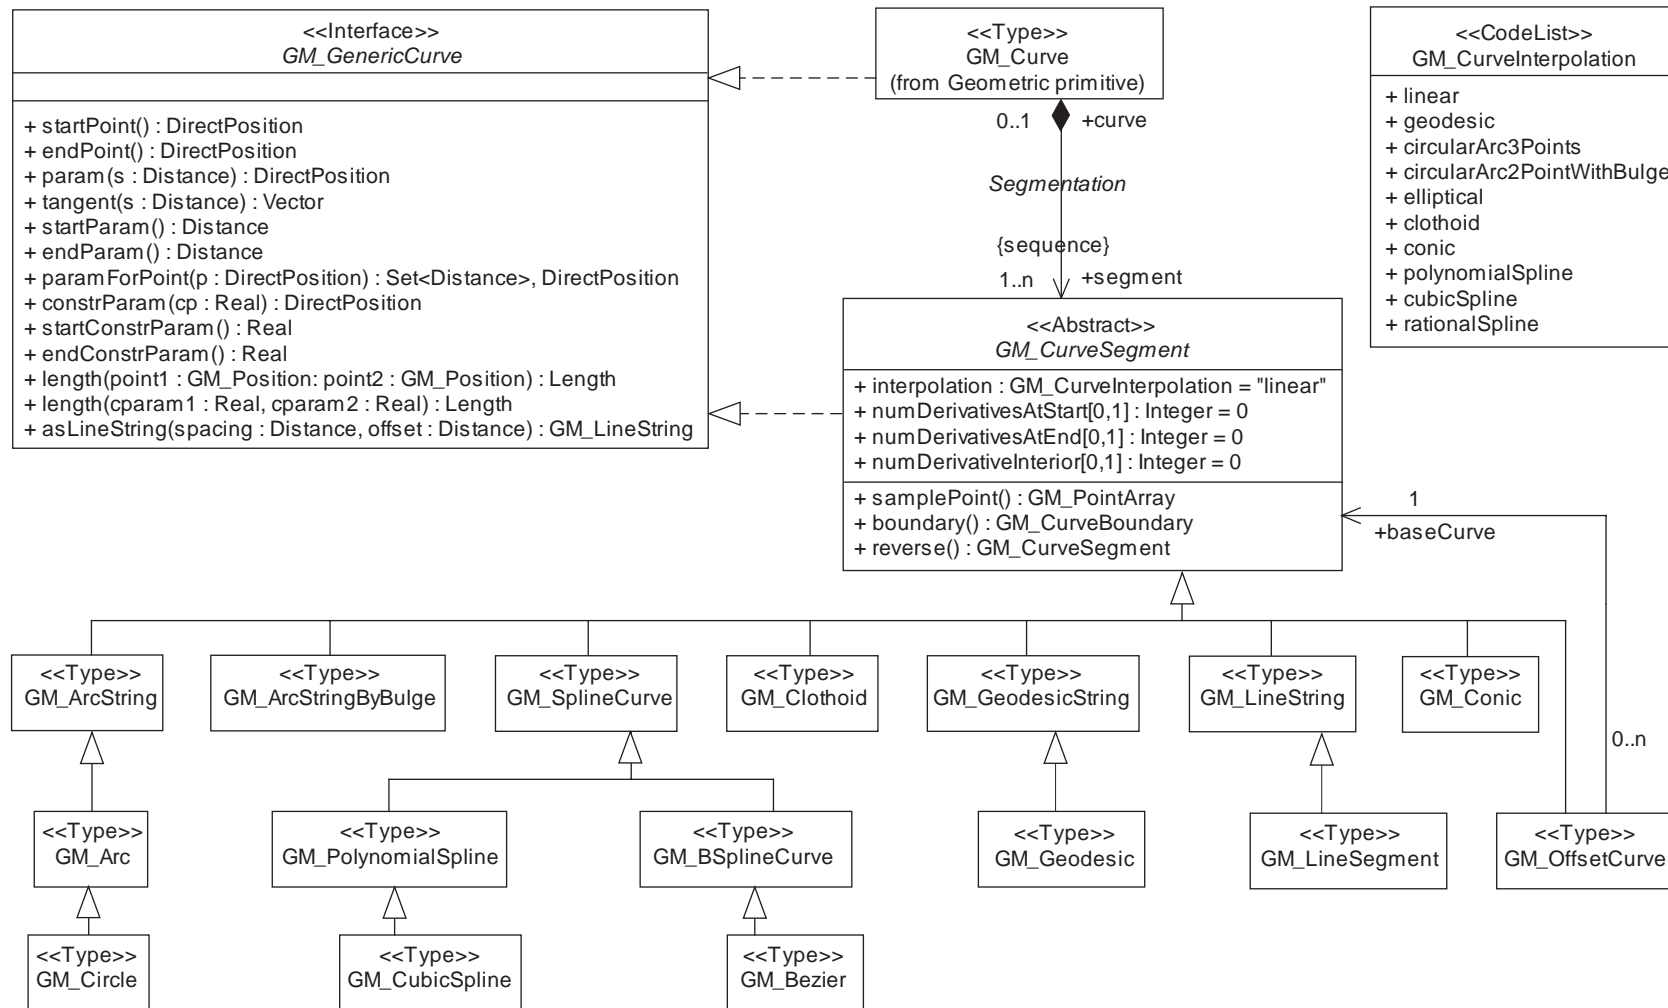 <<Interface>>
GM_GenericCurve
+ startPoint() : DirectPosition
+ endPoint() : DirectPosition
+ param(s : Distance) : DirectPosition
+ tangent(s : Distance) : Vector
+ startParam() : Distance
+ endParam() : Distance
+ paramForPoint(p : DirectPosition) : Set<Distance>, DirectPosition
+ constrParam(cp : Real) : DirectPosition
+ startConstrParam() : Real
+ endConstrParam() : Real
+ length(point1 : GM_Position: point2 : GM_Position) : Length
+ length(cparam1 : Real, cparam2 : Real) : Length
+ asLineString(spacing : Distance, offset : Distance) : GM_LineString
<<Type>>
GM_Curve
(from Geometric primitive)
0..1
+curve
Segmentation
{sequence}
1..n
+segment
<<CodeList>>
GM_CurveInterpolation
+ linear
+ geodesic
+ circularArc3Points
+ circularArc2PointWithBulge
+ elliptical
+ clothoid
+ conic
+ polynomialSpline
+ cubicSpline
+ rationalSpline
<<Abstract>>
GM_CurveSegment
+ interpolation : GM_CurveInterpolation = "linear"
+ numDerivativesAtStart[0,1] : Integer = 0
+ numDerivativesAtEnd[0,1] : Integer = 0
+ numDerivativeInterior[0,1] : Integer = 0
+ samplePoint() : GM_PointArray
+ boundary() : GM_CurveBoundary
+ reverse() : GM_CurveSegment
1
+baseCurve
0..n
<<Type>>
GM_ArcString
<<Type>>
GM_ArcStringByBulge
<<Type>>
GM_SplineCurve
<<Type>>
GM_Clothoid
<<Type>>
GM_GeodesicString
<<Type>>
GM_LineString
<<Type>>
GM_Conic
<<Type>>
GM_Arc
<<Type>>
GM_PolynomialSpline
<<Type>>
GM_BSplineCurve
<<Type>>
GM_Geodesic
<<Type>>
GM_LineSegment
<<Type>>
GM_OffsetCurve
<<Type>>
GM_Circle
<<Type>>
GM_CubicSpline
<<Type>>
GM_Bezier